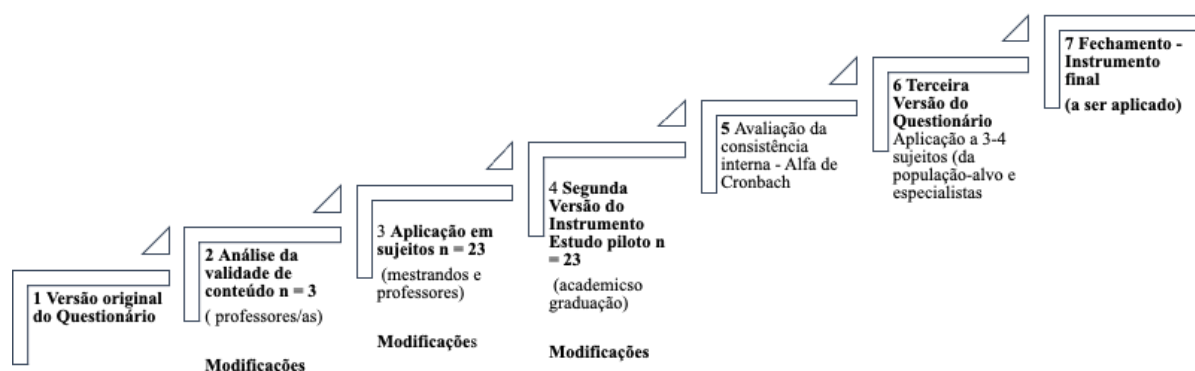 1 Versão original
do Questionário
2 Análise da
validade de
conteúdo n = 3
( professores/as)
Modificações
3 Aplicação em
sujeitos n = 23
(mestrandos e
professores)
Modificações
4 Segunda
Versão do
Instrumento
Estudo piloto n
= 23
(academicso
graduação)
Modificações
5 Avaliação da
consistência
interna - Alfa de
Cronbach
6 Terceira
Versão do
Questionário
Aplicação a 3-4
sujeitos (da
população-alvo e
especialistas
7 Fechamento -
Instrumento
final
(a ser aplicado)